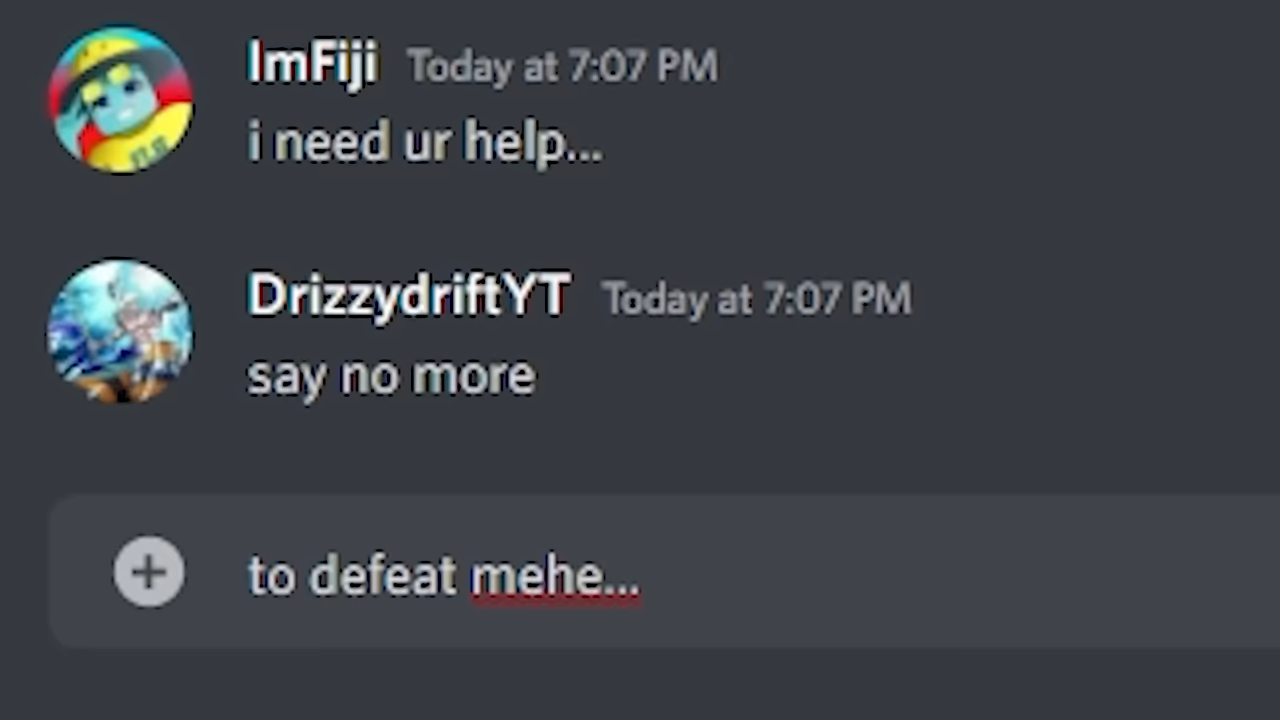 ImFiji Today at 7:07 PM
i need ur help...
DrizzydriftYT Today at 7:07 PM
say no more
to defeat mehe...